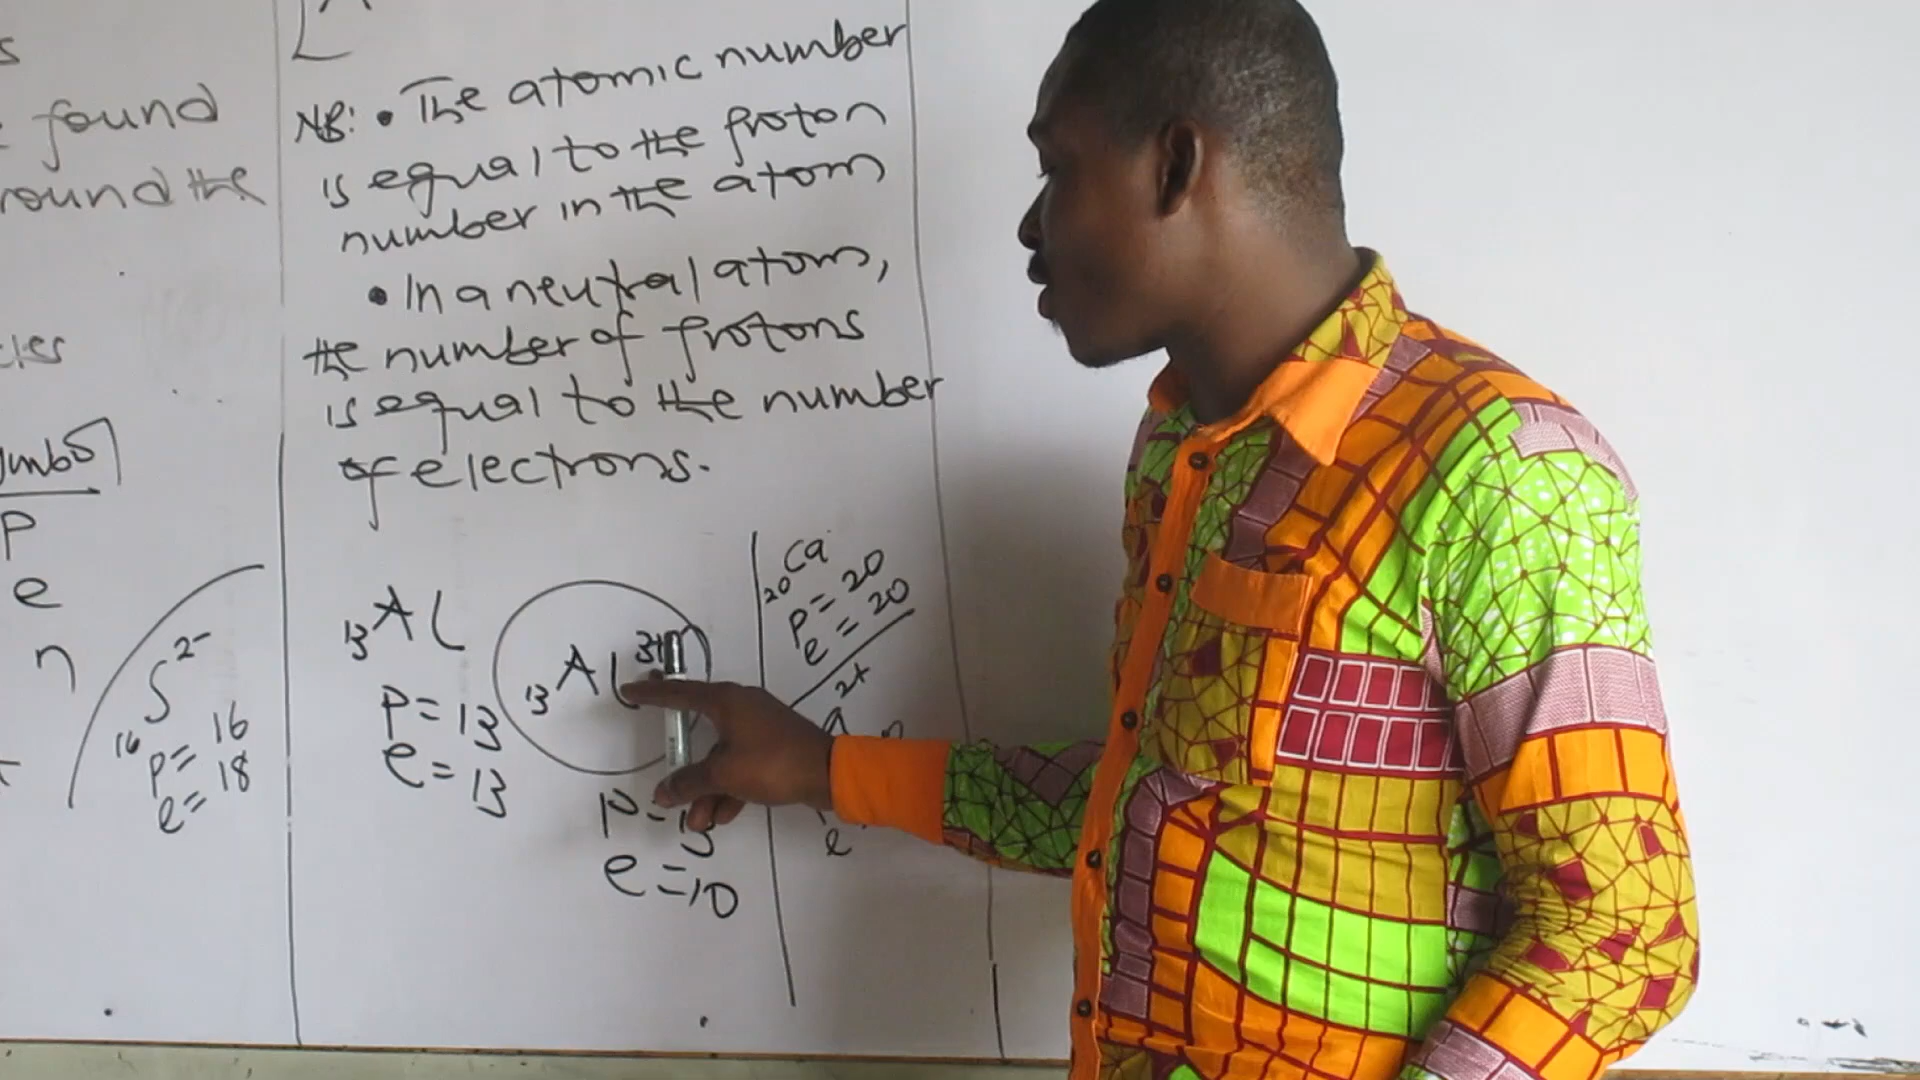 found
round the
P
e
n
S 2-
16
P= 16
e= 18
NB: • The atomic number
is equal to the proton
number in the atom
• In a neutral atom,
the number of protons
is equal to the number
of electrons.
13 Al
P = 13
e = 13
13 Al 3+
P = 13
e = 10
20 Ca
P = 20
e = 20
2+
e